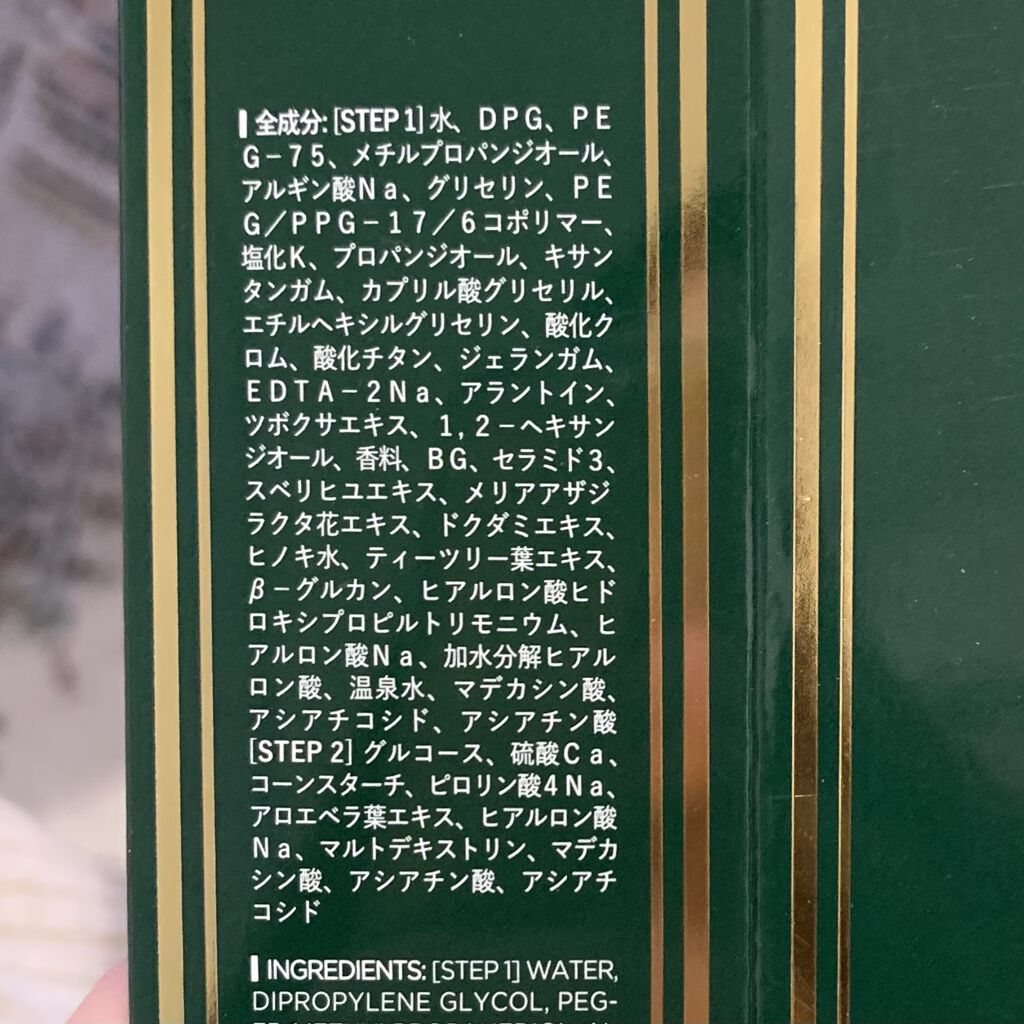 全成分:[STEP 1]水、DPG、PE
G－75、メチルプロパンジオール、
アルギン酸Na、グリセリン、PE
G／PPG－17／6コポリマー、
塩化K、プロパンジオール、キサン
タンガム、カプリル酸グリセリル、
エチルヘキシルグリセリン、酸化ク
ロム、酸化チタン、ジェランガム、
EDTA－2Na、アラントイン、
ツボクサエキス、1,2－ヘキサン
ジオール、香料、BG、セラミド3、
スベリヒユエキス、メリアアザジ
ラクタ花エキス、ドクダミエキス、
ヒノキ水、ティーツリー葉エキス、
β－グルカン、ヒアルロン酸ヒド
ロキシプロピルトリモニウム、ヒ
アルロン酸Na、加水分解ヒアル
ロン酸、温泉水、マデカシン酸、
アシアチコシド、アシアチン酸
[STEP 2]グルコース、硫酸Ca、
コーンスターチ、ピロリン酸4Na、
アロエベラ葉エキス、ヒアルロン酸
Na、マルトデキストリン、マデカ
シン酸、アシアチン酸、アシアチ
コシド
INGREDIENTS: [STEP 1] WATER,
DIPROPYLENE GLYCOL, PEG-